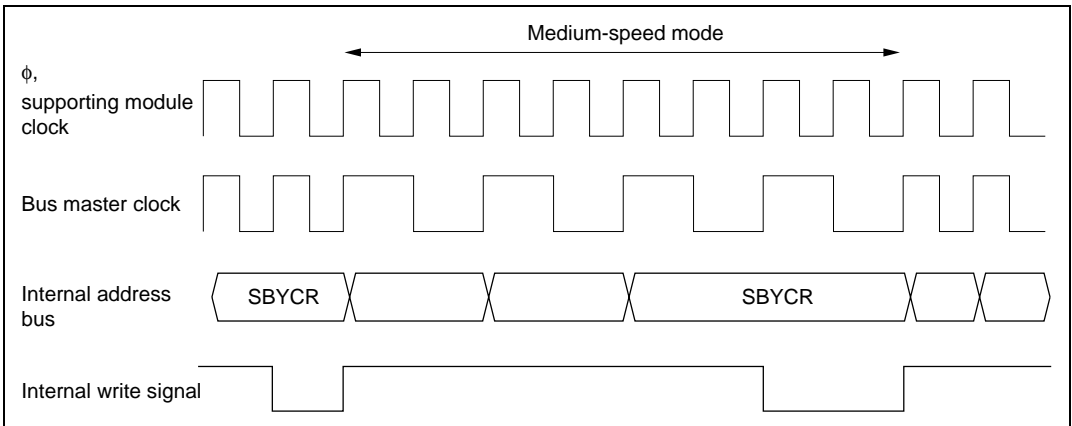 Medium-speed mode
ϕ,
supporting module
clock
Bus master clock
Internal address
bus
SBYCR
SBYCR
Internal write signal